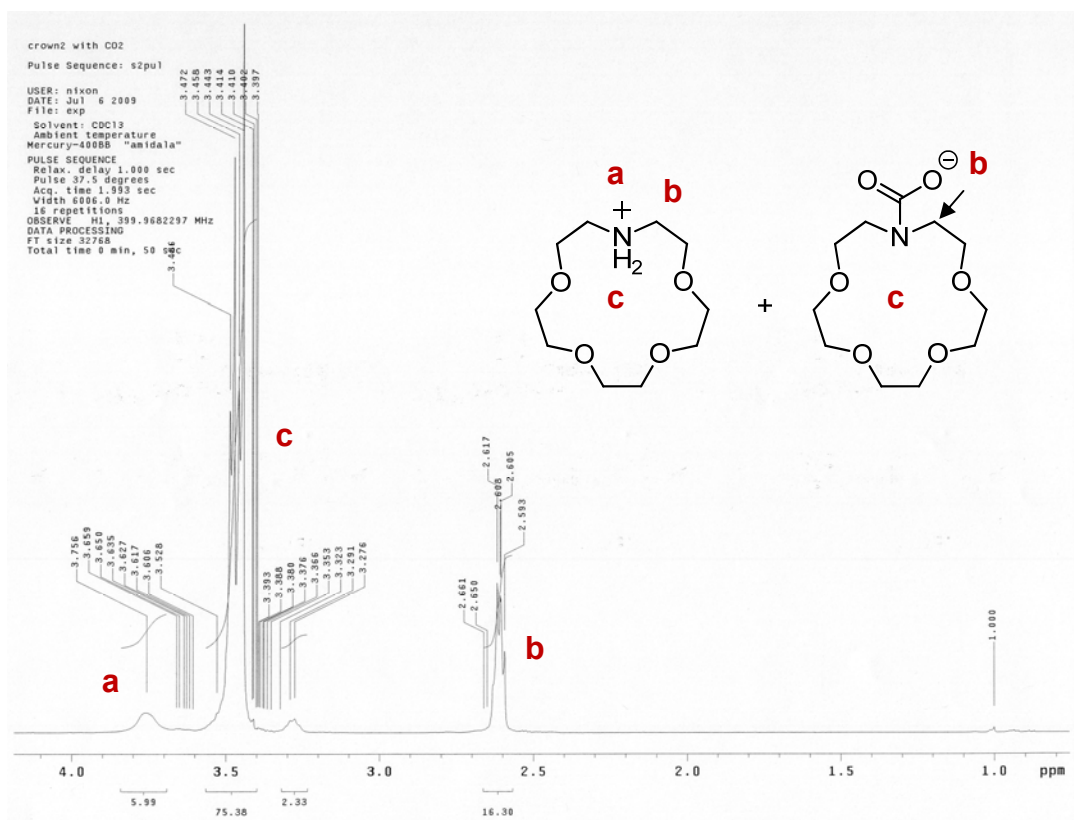 crown2 with CO2
Pulse Sequence: s2pul
USER: nixon
DATE: Jul 6 2009
File: exp
Solvent: CDCl3
Ambient temperature
Mercury-400BB "amidala"
PULSE SEQUENCE
Relax. delay 1.000 sec
Pulse 37.5 degrees
Acq. time 1.993 sec
Width 6006.0 Hz
16 repetitions
OBSERVE H1, 399.9682297 MHz
DATA PROCESSING
FT size 32768
Total time 0 min, 50 sec
3.472
3.458
3.443
3.414
3.410
3.402
3.397
3.486
a
b
+
N
H2
c
O
O
O
O
+
O
O
⊖
b
N
c
O
O
O
O
c
3.756
3.659
3.650
3.635
3.627
3.617
3.606
3.528
3.393
3.388
3.380
3.376
3.366
3.353
3.323
3.291
3.276
2.661
2.650
2.617
2.608
2.605
2.593
1.000
a
b
4.0 3.5 3.0 2.5 2.0 1.5 1.0 ppm
5.99 2.33
75.38 16.30